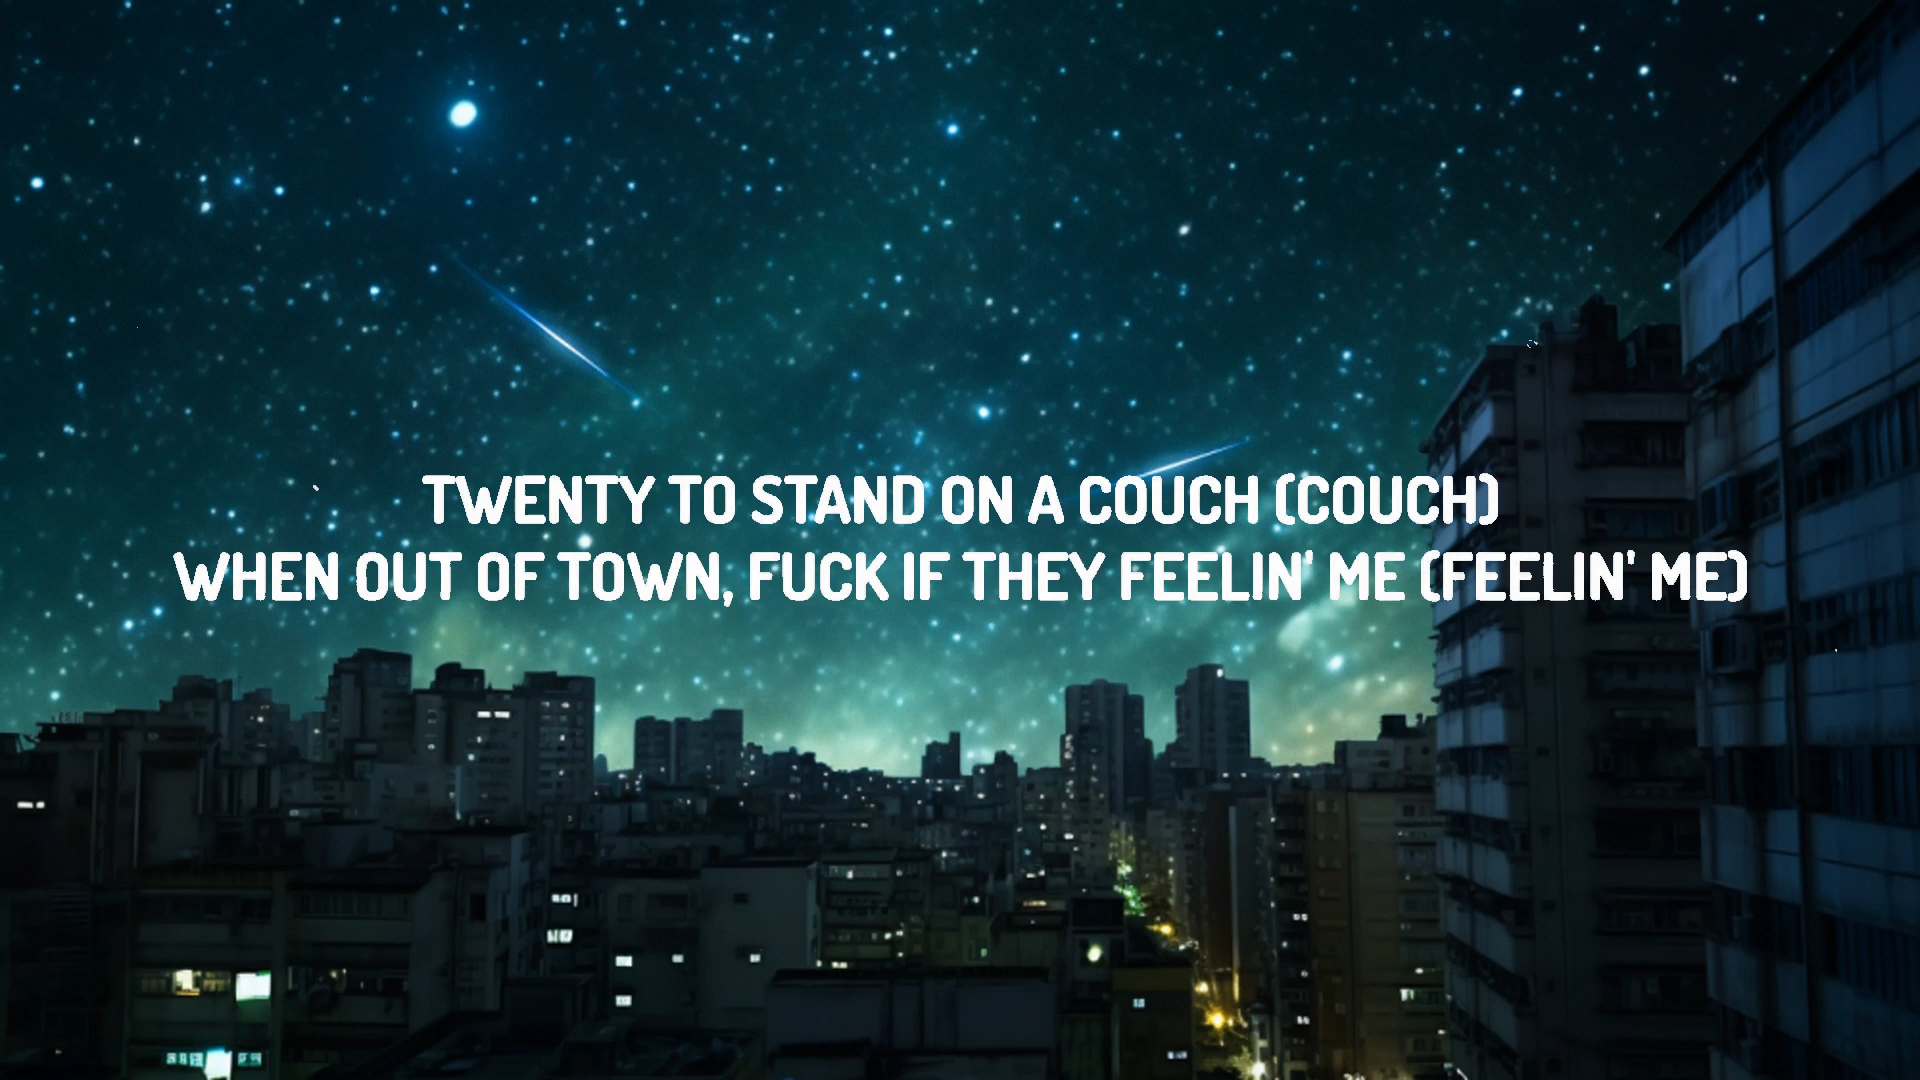 TWENTY TO STAND ON A COUCH (COUCH)
WHEN OUT OF TOWN, FUCK IF THEY FEELIN' ME (FEELIN' ME)